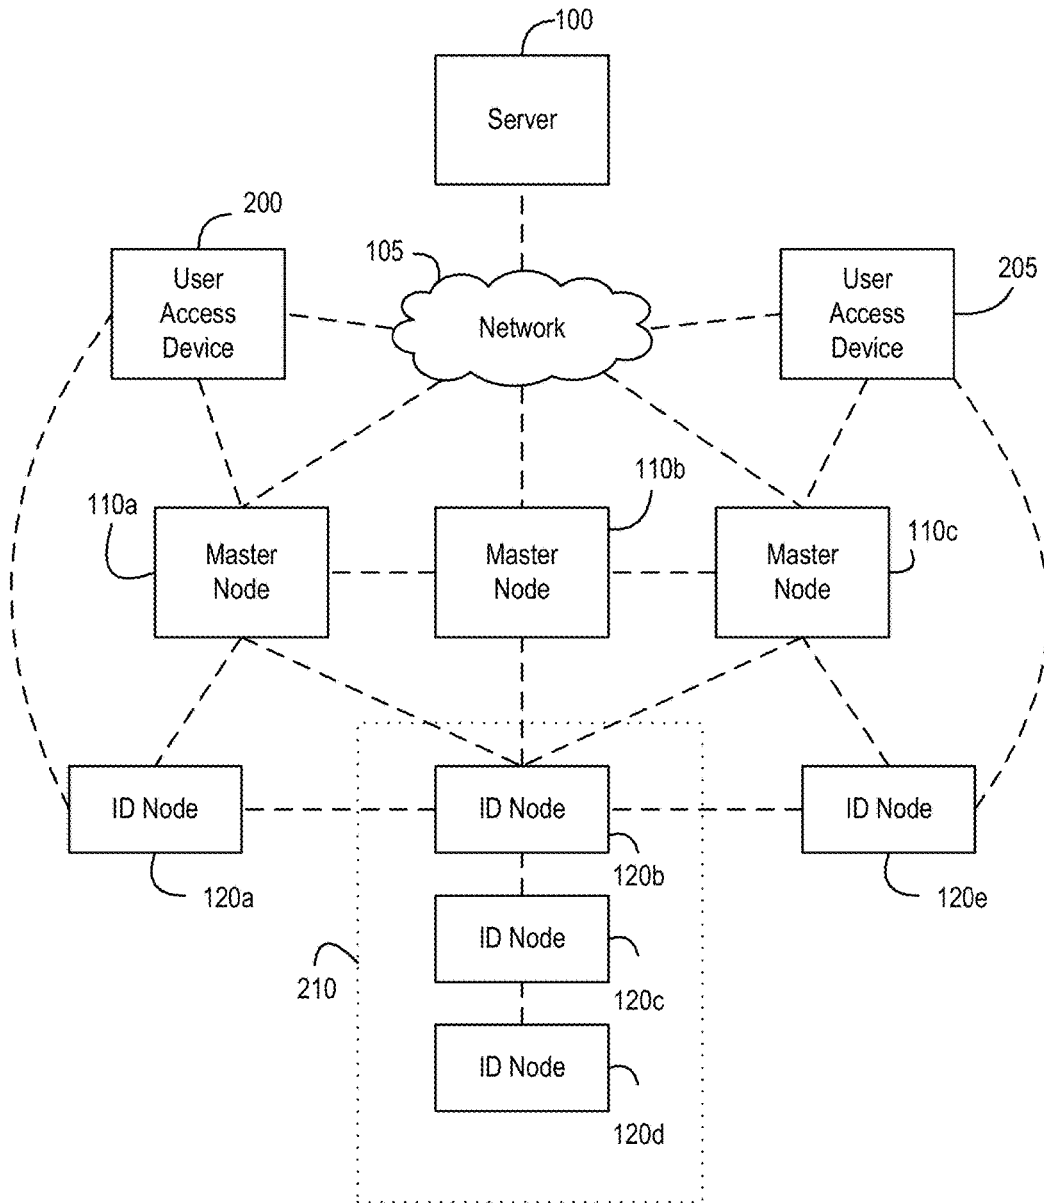 100
Server
200
105
205
User
Access
Device
Network
User
Access
Device
110a
110b
110c
Master
Node
Master
Node
Master
Node
ID Node
ID Node
ID Node
120a
120b
120e
ID Node
210
120c
ID Node
120d